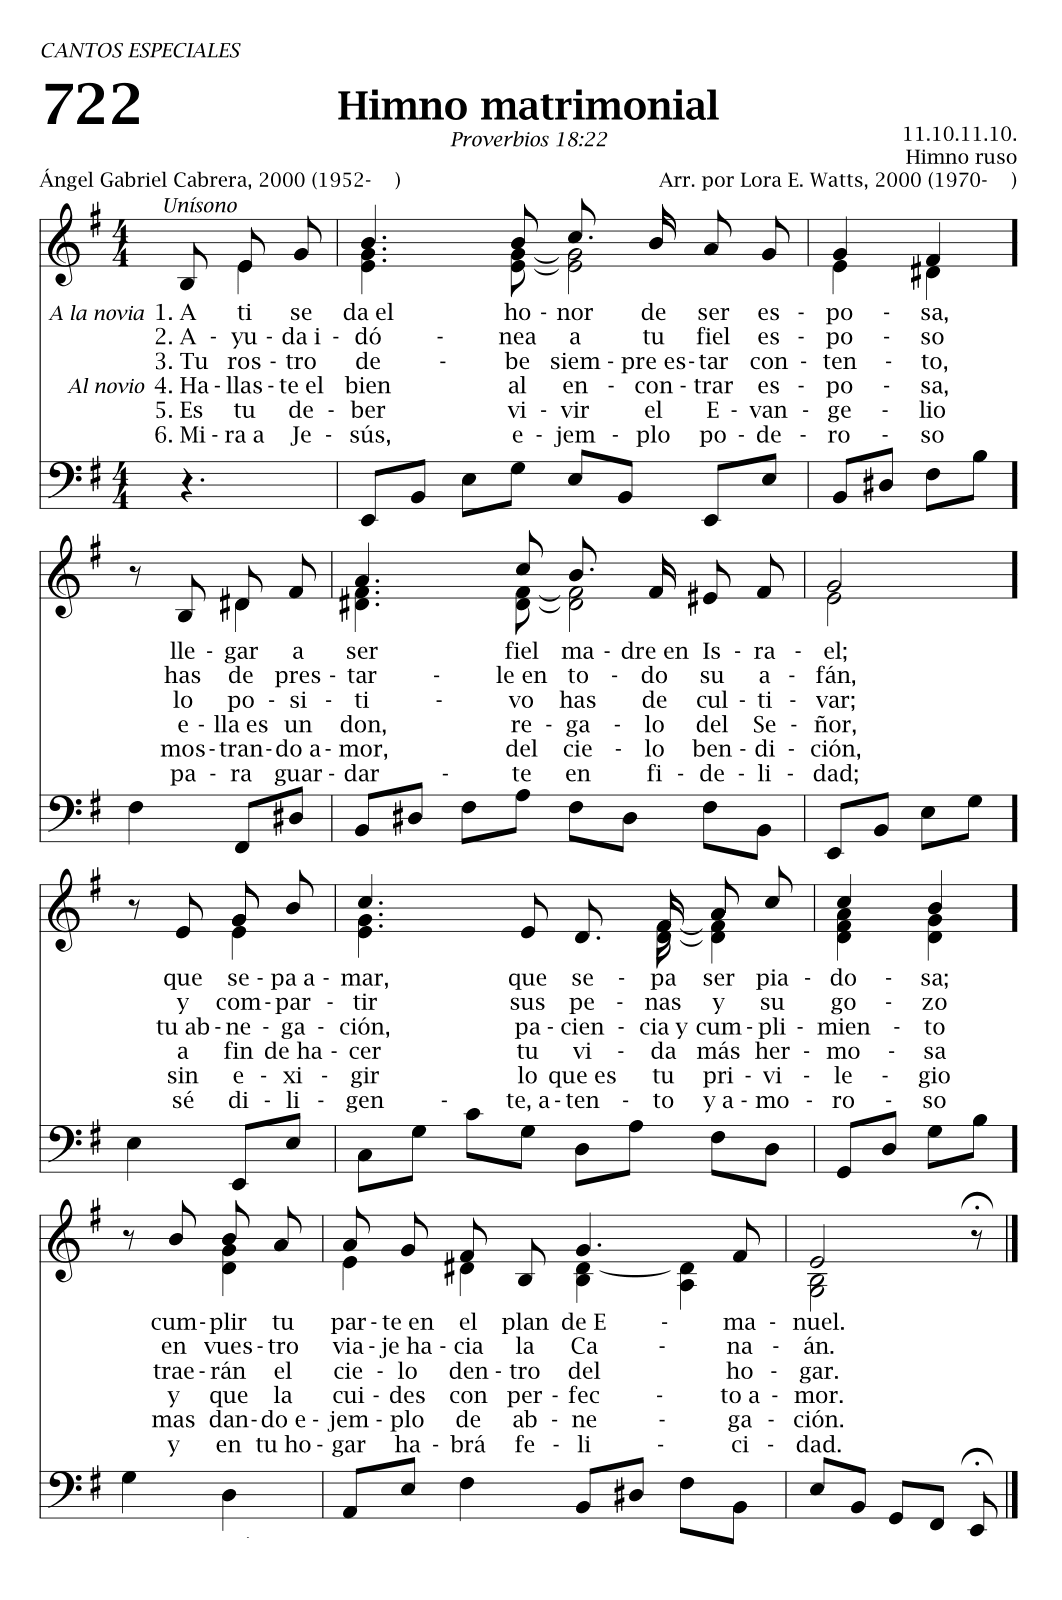 CANTOS ESPECIALES
722
Himno matrimonial
Proverbios 18:22
11.10.11.10.
Himno ruso
Ángel Gabriel Cabrera, 2000 (1952-    )
Arr. por Lora E. Watts, 2000 (1970-    )
Unísono
A la novia 1. A ti se da el ho - nor de ser es - po - sa,
2. A - yu - da i - dó - nea a tu fiel es - po - so
3. Tu ros - tro de - be siem - pre es - tar con - ten - to,
Al novio 4. Ha - llas - te el bien al en - con - trar es - po - sa,
5. Es tu de - ber vi - vir el E - van - ge - lio
6. Mi - ra a Je - sús, e - jem - plo po - de - ro - so
lle - gar a ser fiel ma - dre en Is - ra - el;
has de pres - tar - le en to - do su a - fán,
lo po - si - ti - vo has de cul - ti - var;
e - lla es un don, re - ga - lo del Se - ñor,
mos - tran - do a - mor, del cie - lo ben - di - ción,
pa - ra guar - dar - te en fi - de - li - dad;
que se - pa a - mar, que se - pa ser pia - do - sa;
y com - par - tir sus pe - nas y su go - zo
tu ab - ne - ga - ción, pa - cien - cia y cum - pli - mien - to
a fin de ha - cer tu vi - da más her - mo - sa
sin e - xi - gir lo que es tu pri - vi - le - gio
sé di - li - gen - te, a - ten - to y a - mo - ro - so
cum - plir tu par - te en el plan de E - ma - nuel.
en vues - tro via - je ha - cia la Ca - na - án.
trae - rán el cie - lo den - tro del ho - gar.
y que la cui - des con per - fec - to a - mor.
mas dan - do e - jem - plo de ab - ne - ga - ción.
y en tu ho - gar ha - brá fe - li - ci - dad.